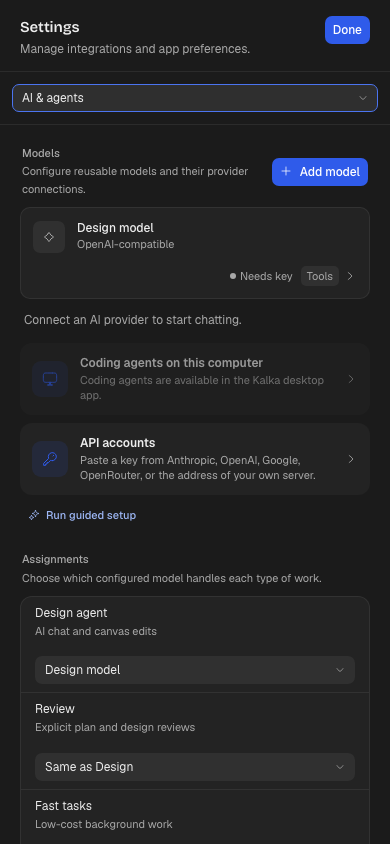 Settings
Manage integrations and app preferences.
Done
AI & agents
Models
Configure reusable models and their provider
connections.
Add model
Design model
OpenAI-compatible
Needs key
Tools
Connect an AI provider to start chatting.
Coding agents on this computer
Coding agents are available in the Kalka desktop
app.
API accounts
Paste a key from Anthropic, OpenAI, Google,
OpenRouter, or the address of your own server.
Run guided setup
Assignments
Choose which configured model handles each type of work.
Design agent
AI chat and canvas edits
Design model
Review
Explicit plan and design reviews
Same as Design
Fast tasks
Low-cost background work